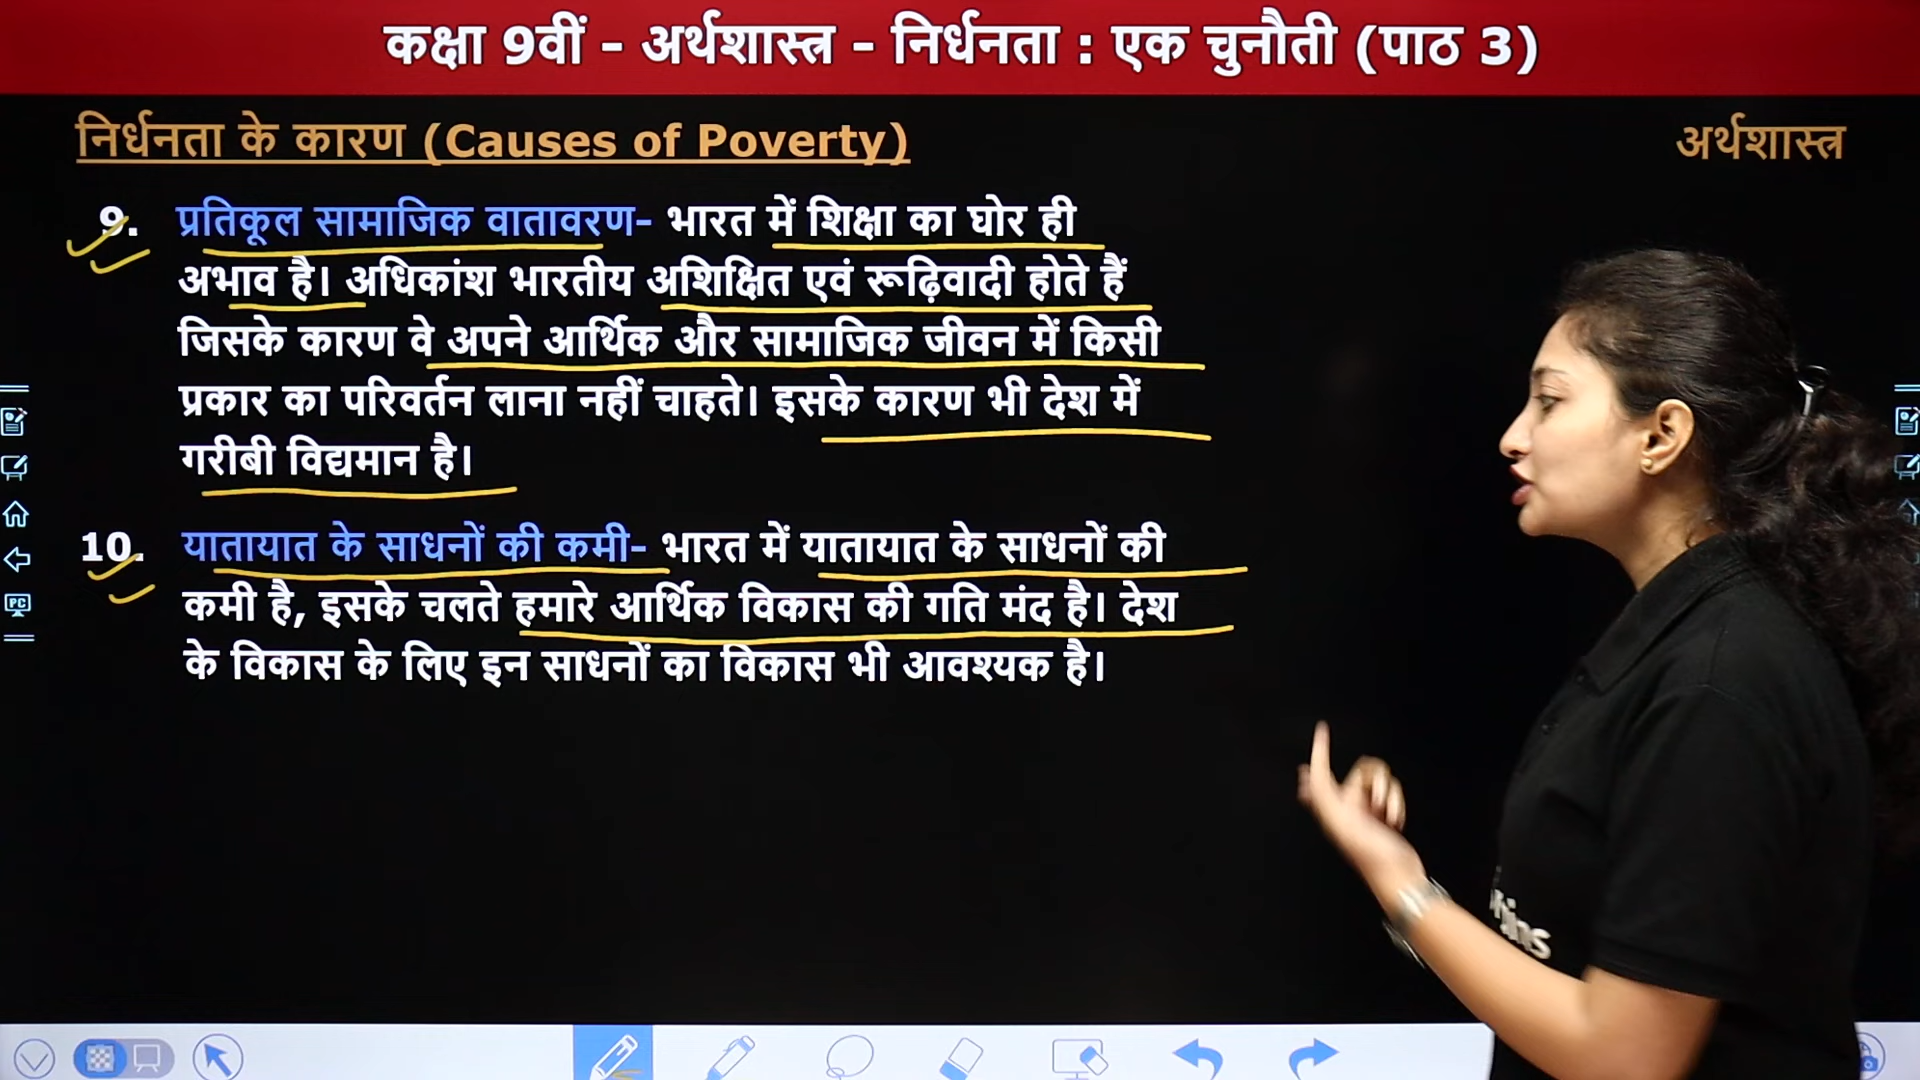 कक्षा 9वीं - अर्थशास्त्र - निर्धनता : एक चुनौती (पाठ 3)
निर्धनता के कारण (Causes of Poverty)
अर्थशास्त्र
9. प्रतिकूल सामाजिक वातावरण- भारत में शिक्षा का घोर ही
अभाव है। अधिकांश भारतीय अशिक्षित एवं रूढ़िवादी होते हैं
जिसके कारण वे अपने आर्थिक और सामाजिक जीवन में किसी
प्रकार का परिवर्तन लाना नहीं चाहते। इसके कारण भी देश में
गरीबी विद्यमान है।
10. यातायात के साधनों की कमी- भारत में यातायात के साधनों की
कमी है, इसके चलते हमारे आर्थिक विकास की गति मंद है। देश
के विकास के लिए इन साधनों का विकास भी आवश्यक है।
PC